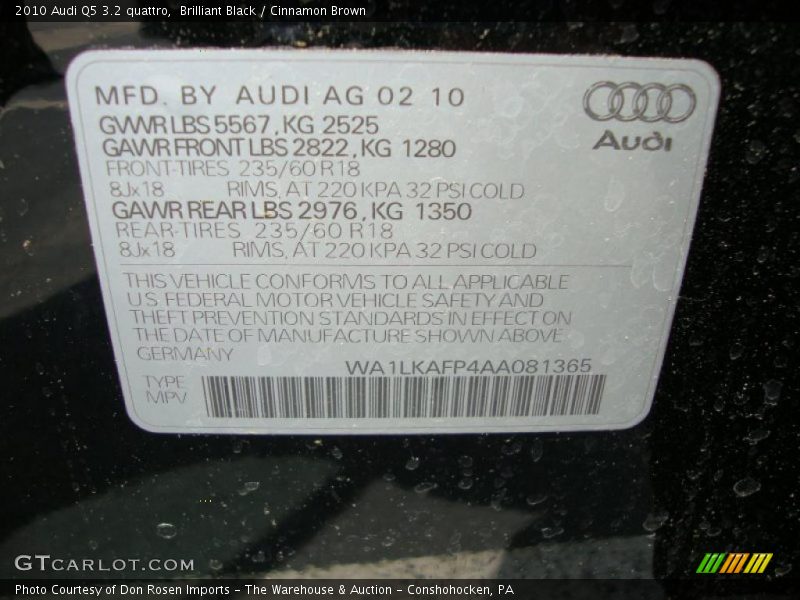 2010 Audi Q5 3.2 quattro,  Brilliant Black / Cinnamon Brown
MFD. BY AUDI AG 02 10
GVWR LBS 5567, KG 2525
GAWR FRONT LBS 2822, KG 1280
FRONT-TIRES 235/60 R18
8Jx18 RIMS, AT 220 KPA 32 PSI COLD
GAWR REAR LBS 2976, KG 1350
REAR-TIRES 235/60 R18
8Jx18 RIMS, AT 220 KPA 32 PSI COLD
Audi
THIS VEHICLE CONFORMS TO ALL APPLICABLE
U.S. FEDERAL MOTOR VEHICLE SAFETY AND
THEFT PREVENTION STANDARDS IN EFFECT ON
THE DATE OF MANUFACTURE SHOWN ABOVE
GERMANY
WA1LKAFP4AA081365
TYPE
MPV
GTCARLOT.COM
Photo Courtesy of Don Rosen Imports - The Warehouse & Auction - Conshohocken, PA